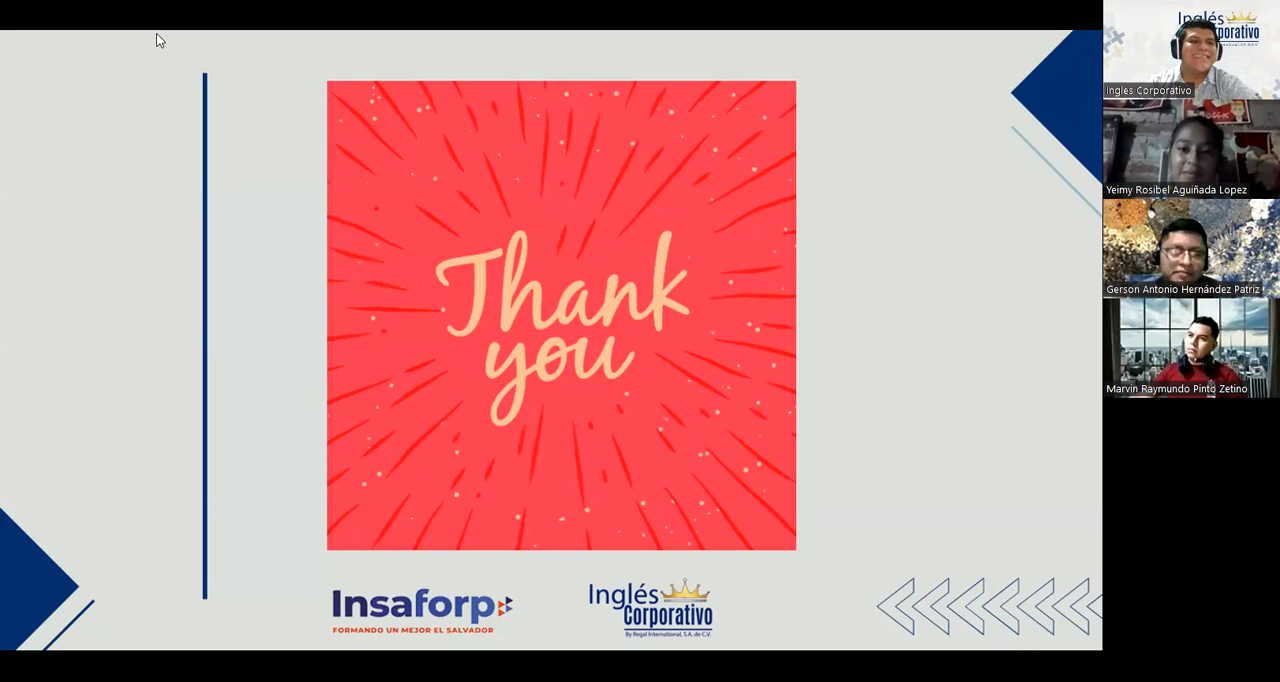 Thank
you
Insaforp
FORMANDO UN MEJOR EL SALVADOR
Inglés
Corporativo
By Regal International, S.A. de C.V.
Inglés
rporativo
Ingles Corporativo
Yeimy Rosibel Aguiñada Lopez
Gerson Antonio Hernández Patriz
Marvin Raymundo Pinto Zetino